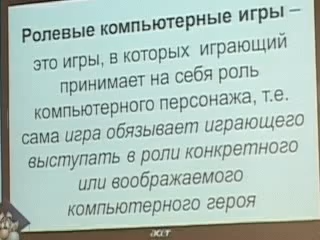 Ролевые компьютерные игры –
это игры, в которых играющий
принимает на себя роль
компьютерного персонажа, т.е.
сама игра обязывает играющего
выступать в роли конкретного
или воображаемого
компьютерного героя
acer